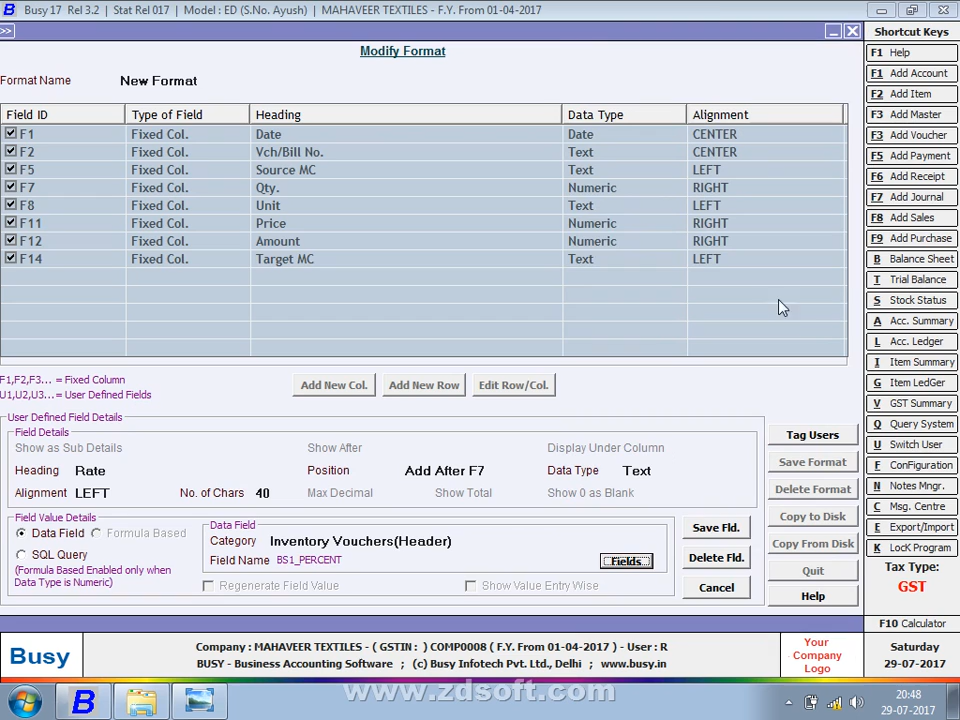 Busy 17 Rel 3.2 | Stat Rel 017 | Model : ED (S.No. Ayush) | MAHAVEER TEXTILES - F.Y. From 01-04-2017
>>
Modify Format
Format Name New Format
Field ID Type of Field Heading Data Type Alignment
F1 Fixed Col. Date Date CENTER
F2 Fixed Col. Vch/Bill No. Text CENTER
F5 Fixed Col. Source MC Text LEFT
F7 Fixed Col. Qty. Numeric RIGHT
F8 Fixed Col. Unit Text LEFT
F11 Fixed Col. Price Numeric RIGHT
F12 Fixed Col. Amount Numeric RIGHT
F14 Fixed Col. Target MC Text LEFT
F1,F2,F3... = Fixed Column
U1,U2,U3... = User Defined Fields
Add New Col. Add New Row Edit Row/Col.
User Defined Field Details
Field Details
Show as Sub Details Show After Display Under Column
Heading Rate Position Add After F7 Data Type Text
Alignment LEFT No. of Chars 40 Max Decimal Show Total Show 0 as Blank
Field Value Details
Data Field Formula Based
SQL Query
(Formula Based Enabled only when
Data Type is Numeric)
Data Field
Category Inventory Vouchers(Header)
Field Name BS1_PERCENT Fields
Regenerate Field Value Show Value Entry Wise
Save Fld.
Delete Fld.
Cancel
Tag Users
Save Format
Delete Format
Copy to Disk
Copy From Disk
Quit
Help
Shortcut Keys
F1 Help
F1 Add Account
F2 Add Item
F3 Add Master
F3 Add Voucher
F5 Add Payment
F6 Add Receipt
F7 Add Journal
F8 Add Sales
F9 Add Purchase
B Balance Sheet
T Trial Balance
S Stock Status
A Acc. Summary
L Acc. Ledger
I Item Summary
G Item LedGer
V GST Summary
Q Query System
U Switch User
F ConFiguration
N Notes Mngr.
C Msg. Centre
E Export/Import
K LocK Program
Tax Type:
GST
F10 Calculator
Busy
Company : MAHAVEER TEXTILES - ( GSTIN : ) COMP0008 ( F.Y. From 01-04-2017 ) - User : R
BUSY - Business Accounting Software ; (c) Busy Infotech Pvt. Ltd., Delhi ; www.busy.in
Your
Company
Logo
Saturday
29-07-2017
B
www.zdsoft.com
20:48
29-07-2017